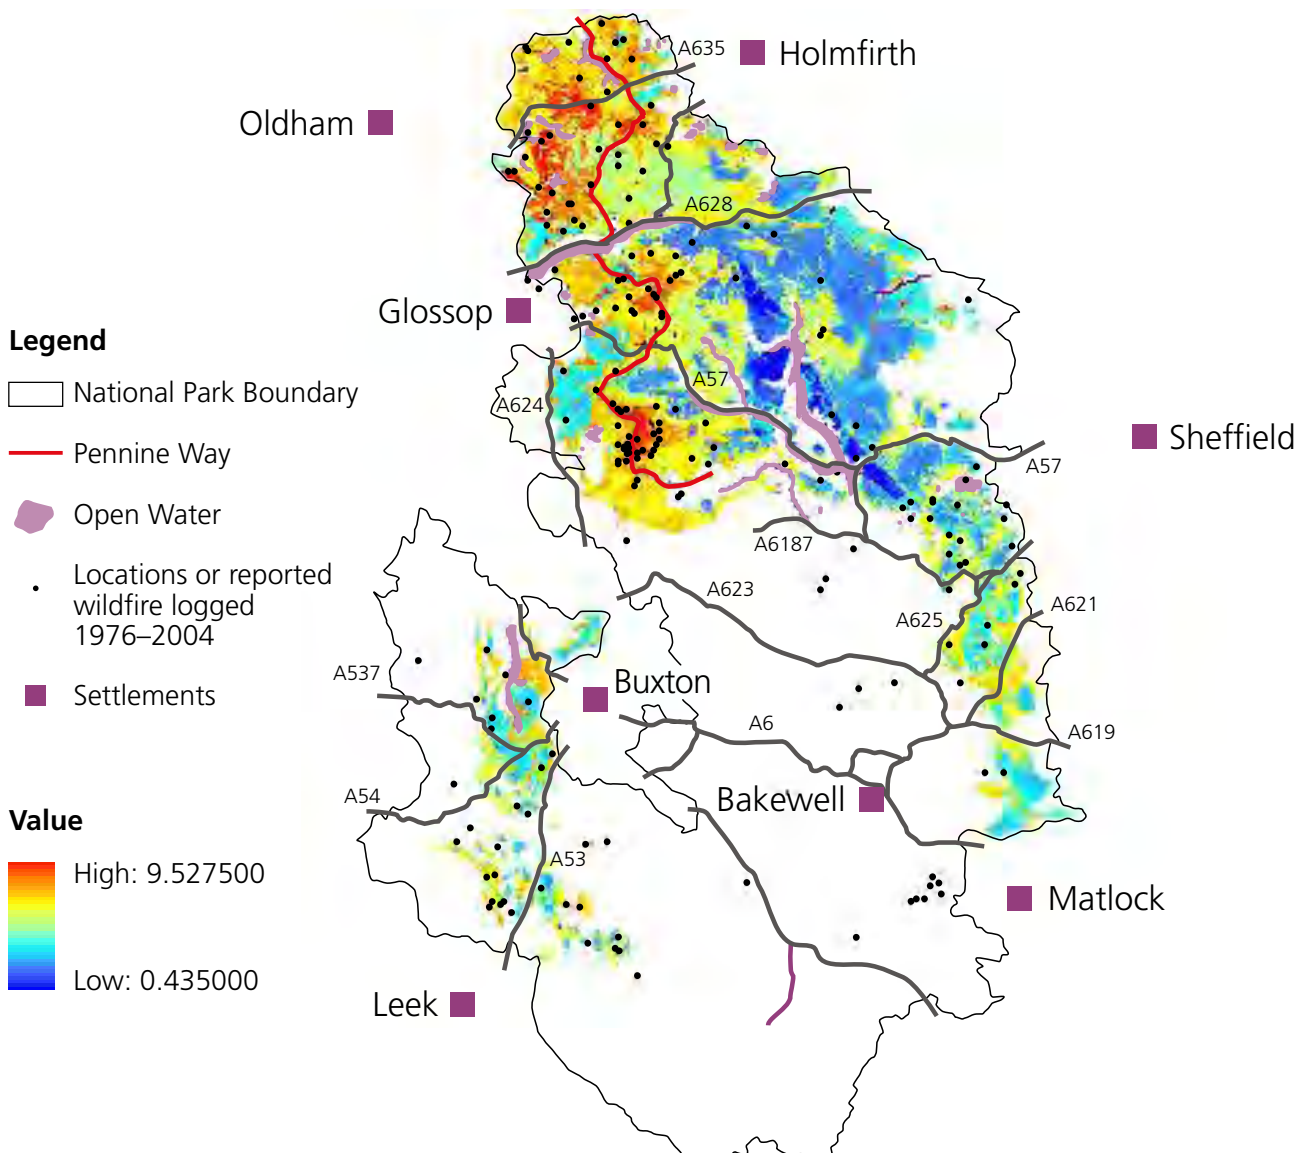 A635
Holmfirth
Oldham
A628
Glossop
Legend
National Park Boundary
A57
A624
Pennine Way
Sheffield
A57
Open Water
A6187
Locations or reported
wildfire logged
1976–2004
A623
A625
A621
A537
Buxton
Settlements
A6
A619
A54
Bakewell
Value
A53
High: 9.527500
Matlock
Low: 0.435000
Leek